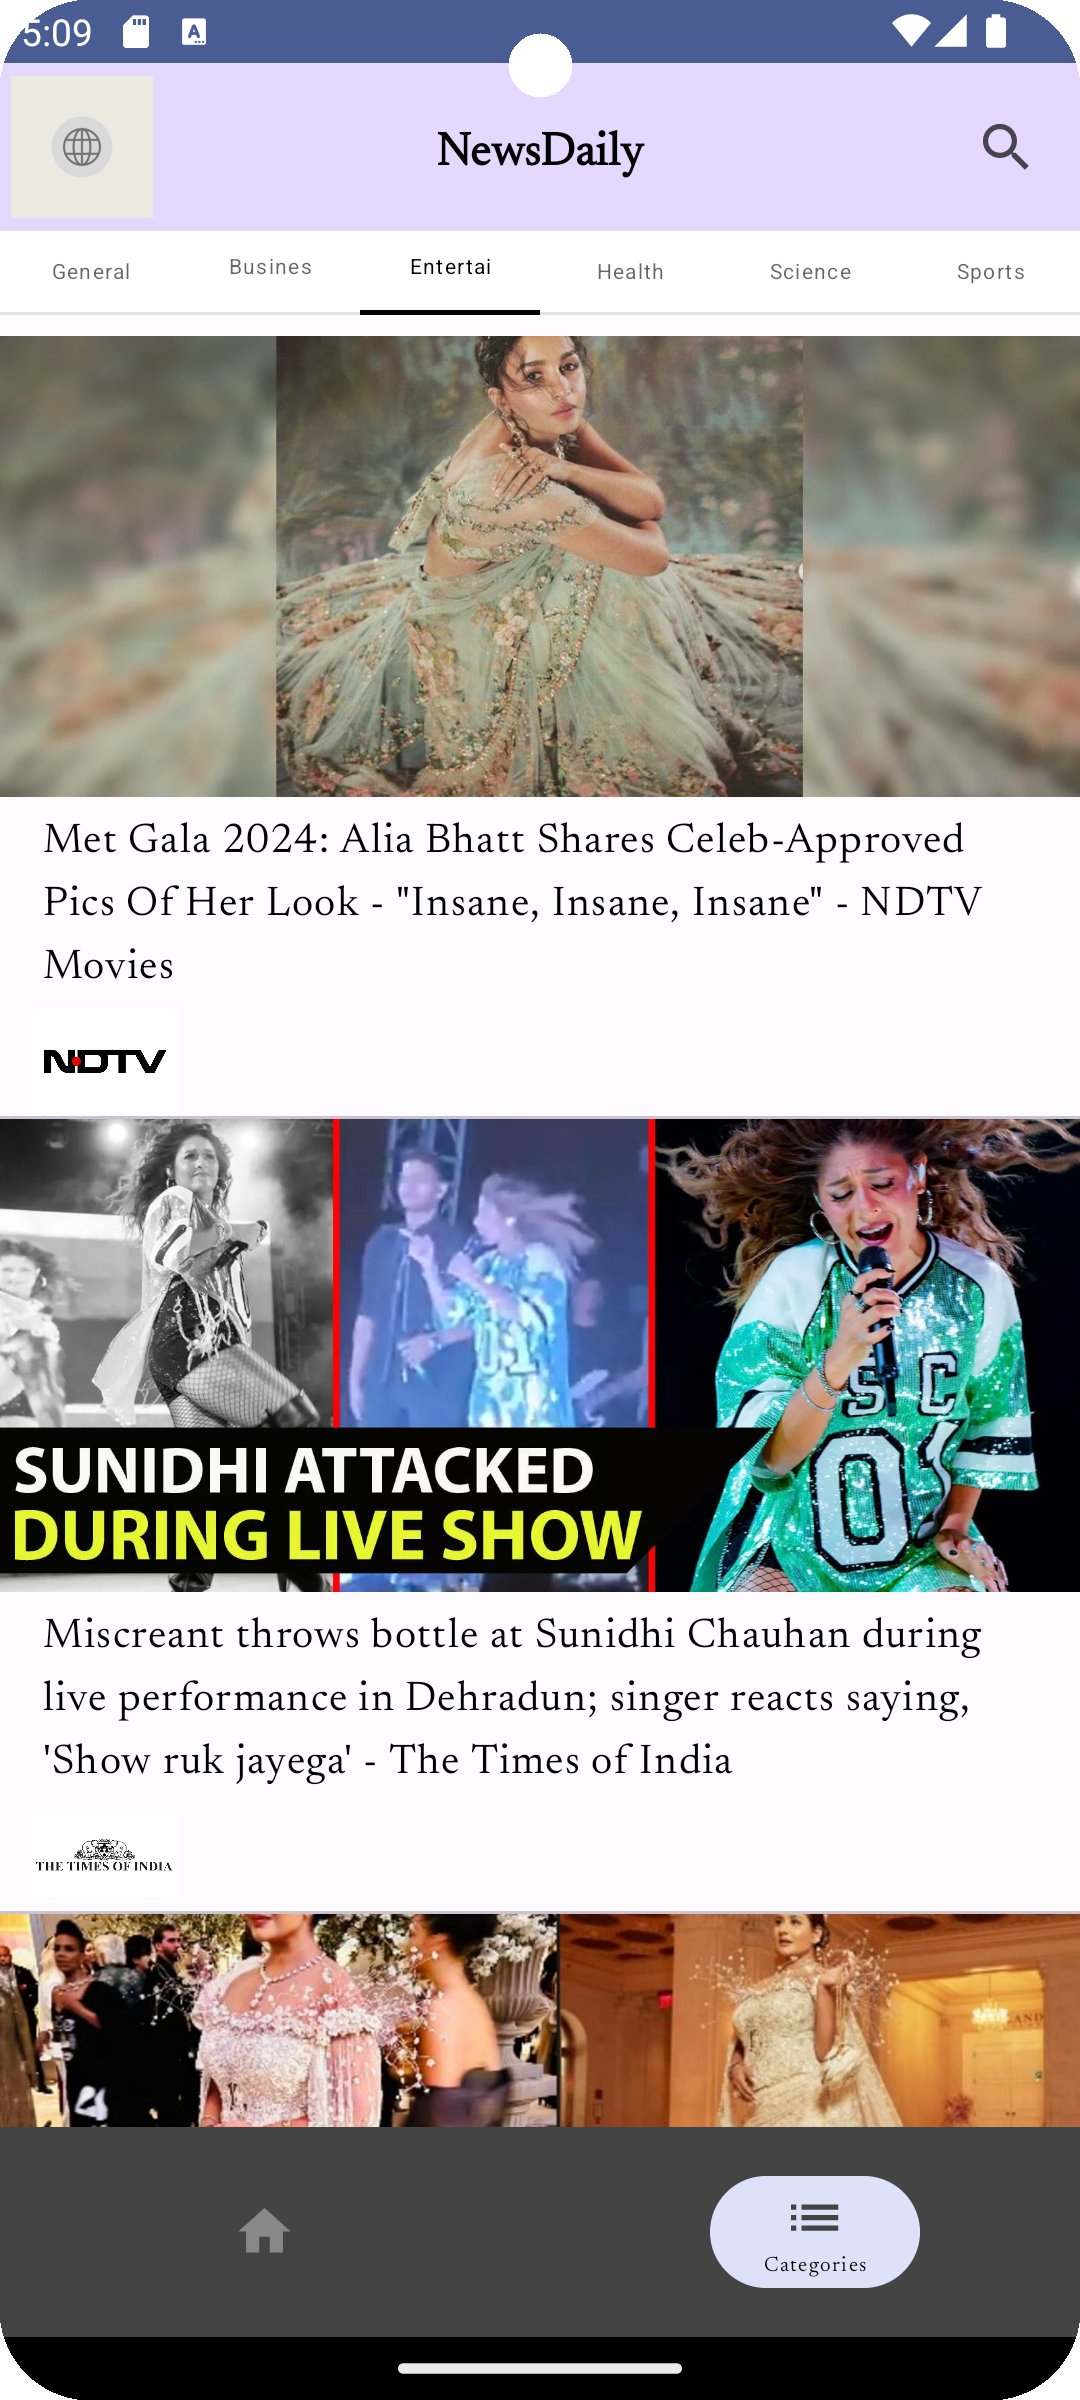 5:09
A
NewsDaily
General
Busines
Entertai
Health
Science
Sports
Met Gala 2024: Alia Bhatt Shares Celeb-Approved
Pics Of Her Look - "Insane, Insane, Insane" - NDTV
Movies
NDTV
S C
01
SUNIDHI ATTACKED
DURING LIVE SHOW
Miscreant throws bottle at Sunidhi Chauhan during
live performance in Dehradun; singer reacts saying,
'Show ruk jayega' - The Times of India
THE TIMES OF INDIA
Categories